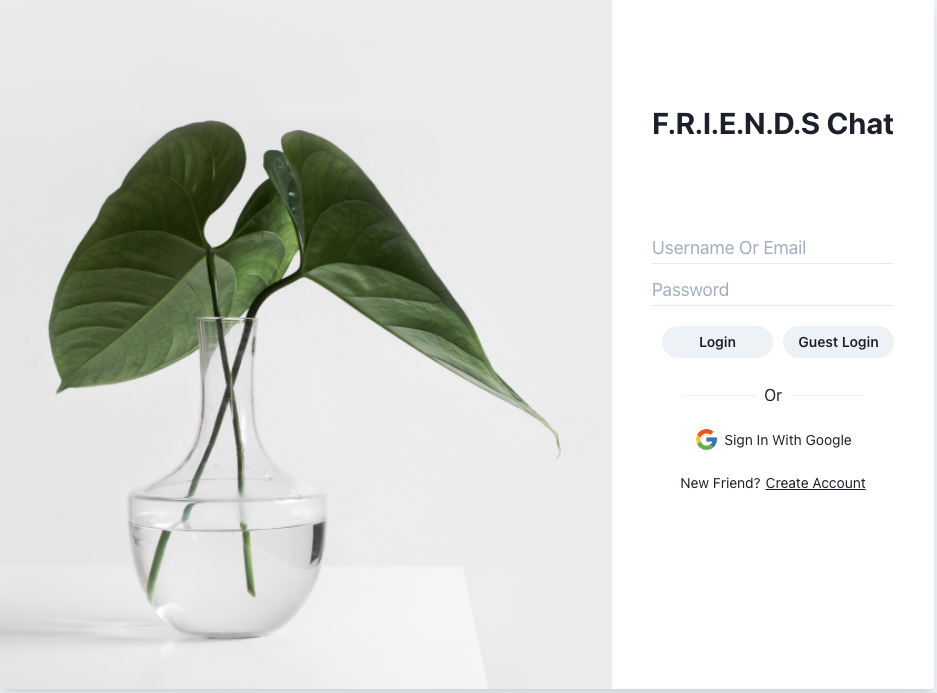 F.R.I.E.N.D.S Chat
Username Or Email
Password
Login Guest Login
Or
Sign In With Google
New Friend? Create Account